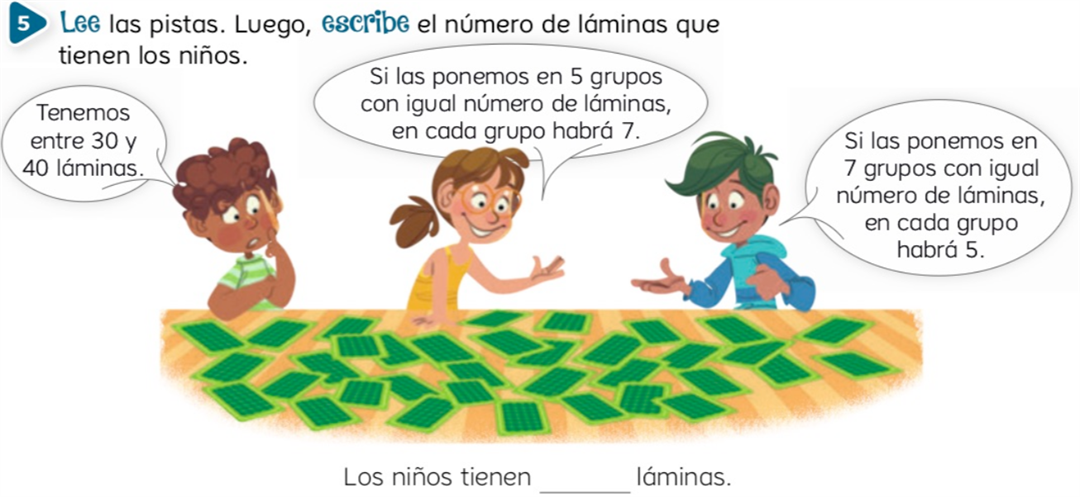 5 Lee las pistas. Luego, escribe el número de láminas que
tienen los niños.
Tenemos
entre 30 y
40 láminas.
Si las ponemos en 5 grupos
con igual número de láminas,
en cada grupo habrá 7.
Si las ponemos en
7 grupos con igual
número de láminas,
en cada grupo
habrá 5.
Los niños tienen ______ láminas.